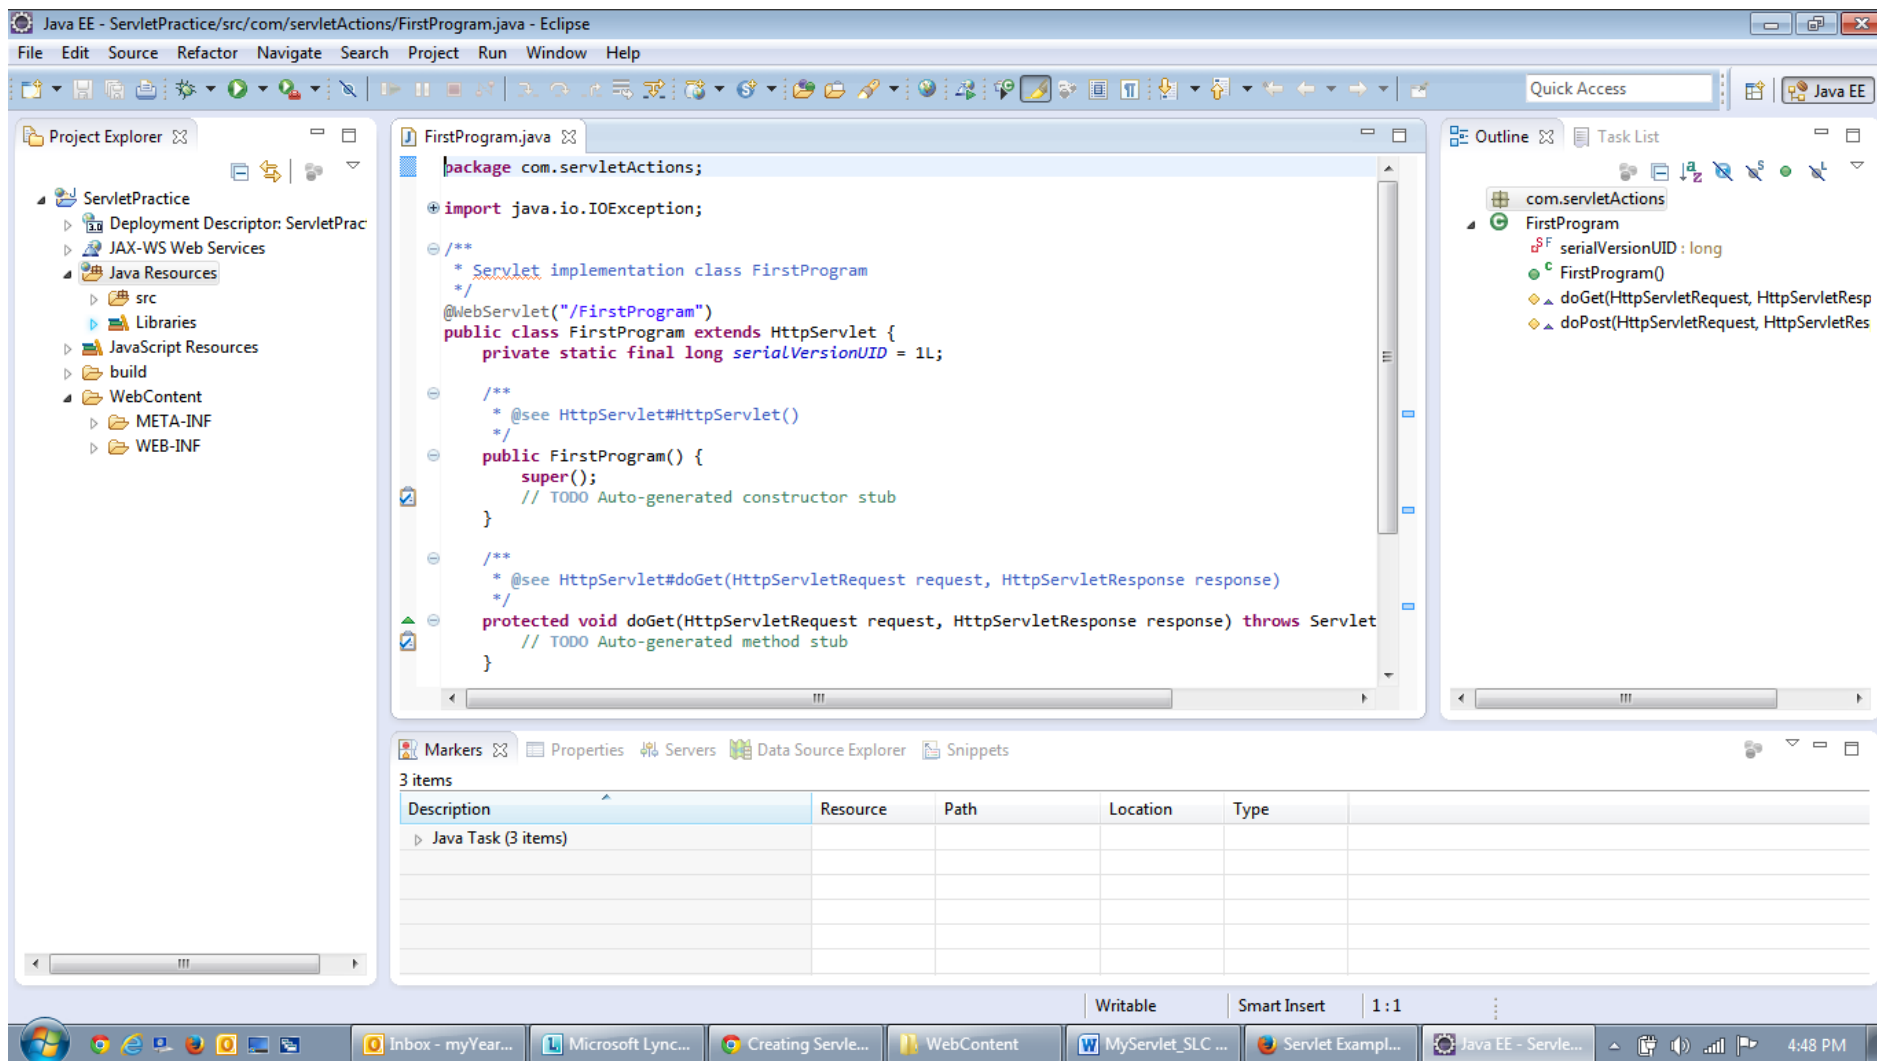 Java EE - ServletPractice/src/com/servletActions/FirstProgram.java - Eclipse
File Edit Source Refactor Navigate Search Project Run Window Help
Quick Access Java EE
Project Explorer
ServletPractice
3.0 Deployment Descriptor: ServletPrac
JAX-WS Web Services
Java Resources
src
Libraries
JavaScript Resources
build
WebContent
META-INF
WEB-INF
FirstProgram.java
package com.servletActions;
import java.io.IOException;
/**
* Servlet implementation class FirstProgram
*/
@WebServlet("/FirstProgram")
public class FirstProgram extends HttpServlet {
private static final long serialVersionUID = 1L;
/**
* @see HttpServlet#HttpServlet()
*/
public FirstProgram() {
super();
// TODO Auto-generated constructor stub
}
/**
* @see HttpServlet#doGet(HttpServletRequest request, HttpServletResponse response)
*/
protected void doGet(HttpServletRequest request, HttpServletResponse response) throws Servlet
// TODO Auto-generated method stub
}
Outline Task List
com.servletActions
FirstProgram
serialVersionUID : long
FirstProgram()
doGet(HttpServletRequest, HttpServletResp
doPost(HttpServletRequest, HttpServletRes
Markers Properties Servers Data Source Explorer Snippets
3 items
Description Resource Path Location Type
Java Task (3 items)
Writable Smart Insert 1 : 1
Inbox - myYear... Microsoft Lync... Creating Servle... WebContent MyServlet_SLC ... Servlet Exampl... Java EE - Servle... 4:48 PM